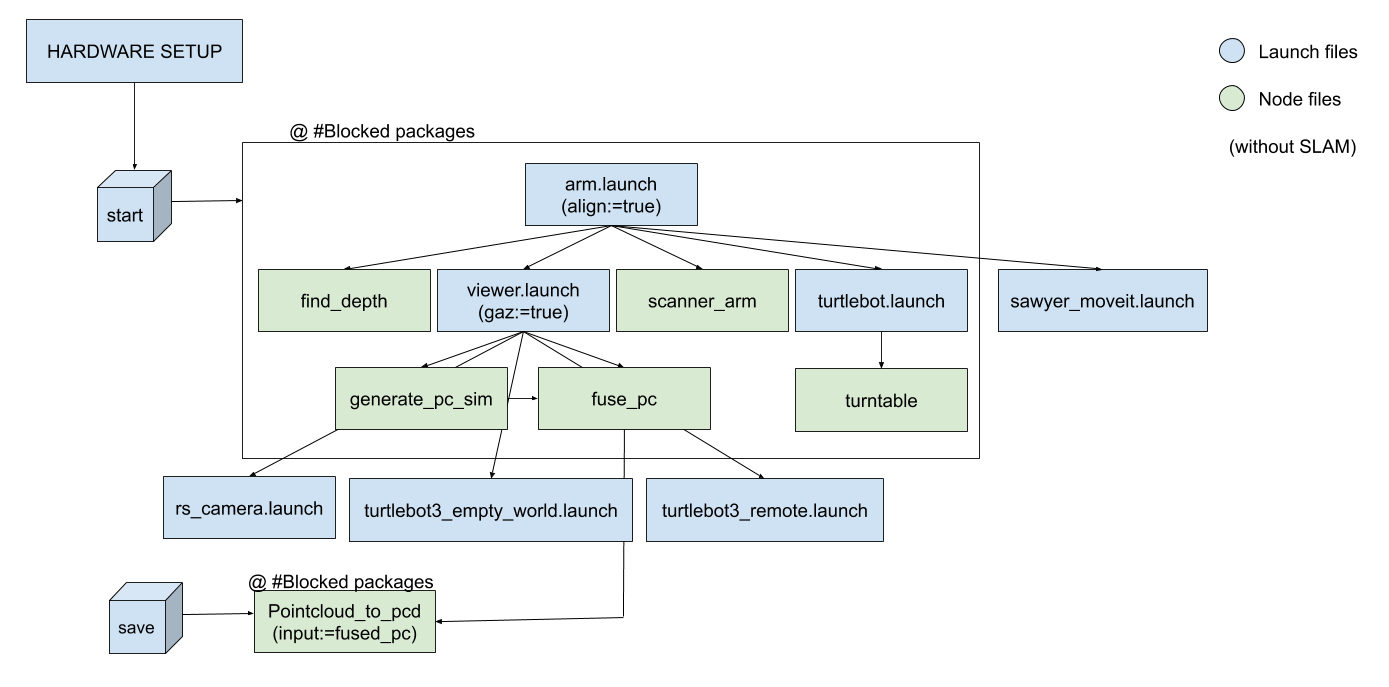 HARDWARE SETUP
Launch files
Node files
(without SLAM)
@ #Blocked packages
start
arm.launch
(align:=true)
find_depth
viewer.launch
(gaz:=true)
scanner_arm
turtlebot.launch
sawyer_moveit.launch
generate_pc_sim
fuse_pc
turntable
rs_camera.launch
turtlebot3_empty_world.launch
turtlebot3_remote.launch
@ #Blocked packages
save
Pointcloud_to_pcd
(input:=fused_pc)